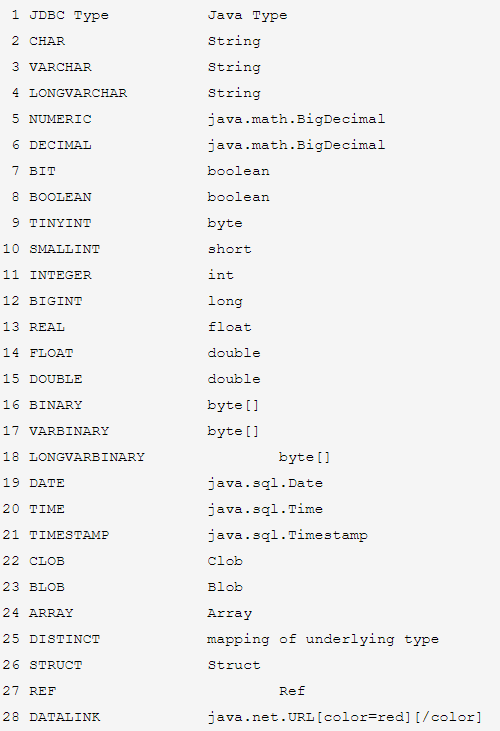 1 JDBC Type Java Type
2 CHAR String
3 VARCHAR String
4 LONGVARCHAR String
5 NUMERIC java.math.BigDecimal
6 DECIMAL java.math.BigDecimal
7 BIT boolean
8 BOOLEAN boolean
9 TINYINT byte
10 SMALLINT short
11 INTEGER int
12 BIGINT long
13 REAL float
14 FLOAT double
15 DOUBLE double
16 BINARY byte[]
17 VARBINARY byte[]
18 LONGVARBINARY byte[]
19 DATE java.sql.Date
20 TIME java.sql.Time
21 TIMESTAMP java.sql.Timestamp
22 CLOB Clob
23 BLOB Blob
24 ARRAY Array
25 DISTINCT mapping of underlying type
26 STRUCT Struct
27 REF Ref
28 DATALINK java.net.URL[color=red][/color]